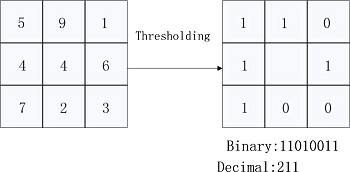 5 9 1
4 4 6
7 2 3
Thresholding
1 1 0
1 1
1 0 0
Binary:11010011
Decimal:211